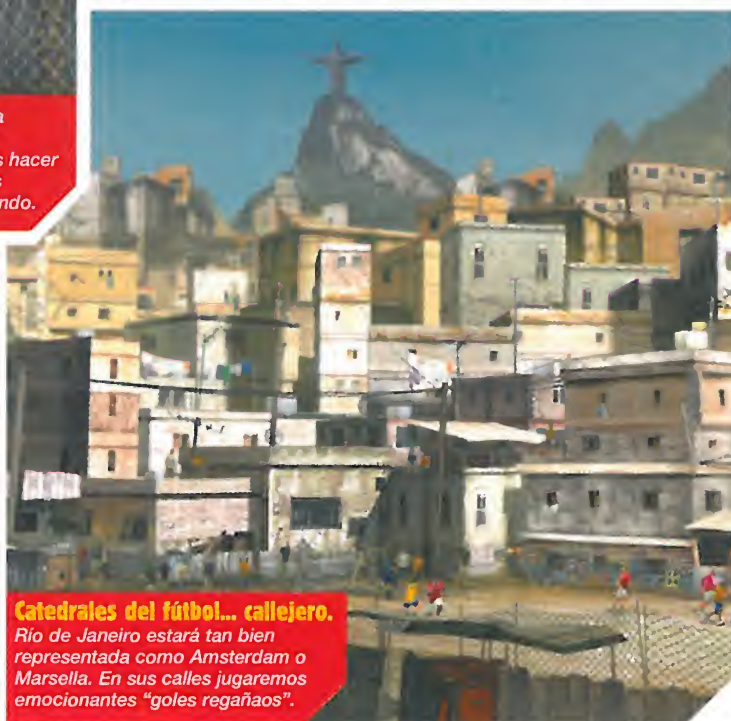 a
s hacer
s
ndo.
Catedrales del fútbol... callejero.
Río de Janeiro estará tan bien
representada como Amsterdam o
Marsella. En sus calles jugaremos
emocionantes "goles regañaos".